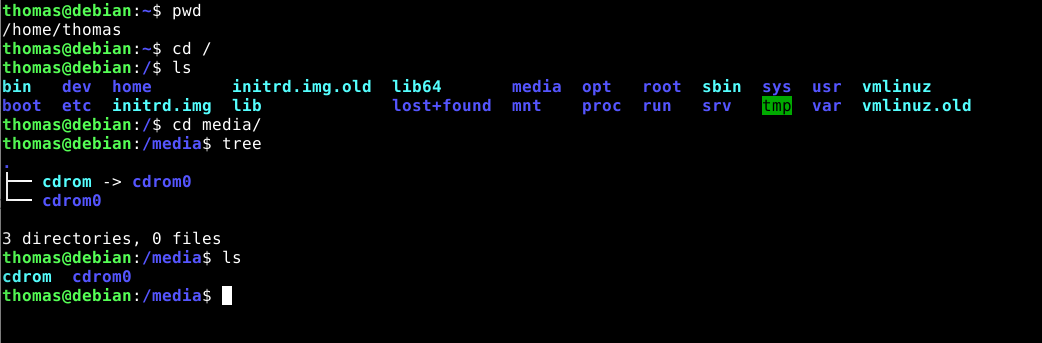 thomas@debian:~$ pwd
/home/thomas
thomas@debian:~$ cd /
thomas@debian:/$ ls
bin   dev  home        initrd.img.old  lib64       media  opt   root  sbin  sys  usr  vmlinuz
boot  etc  initrd.img  lib             lost+found  mnt    proc  run   srv   tmp  var  vmlinuz.old
thomas@debian:/$ cd media/
thomas@debian:/media$ tree
.
├── cdrom -> cdrom0
└── cdrom0

3 directories, 0 files
thomas@debian:/media$ ls
cdrom  cdrom0
thomas@debian:/media$